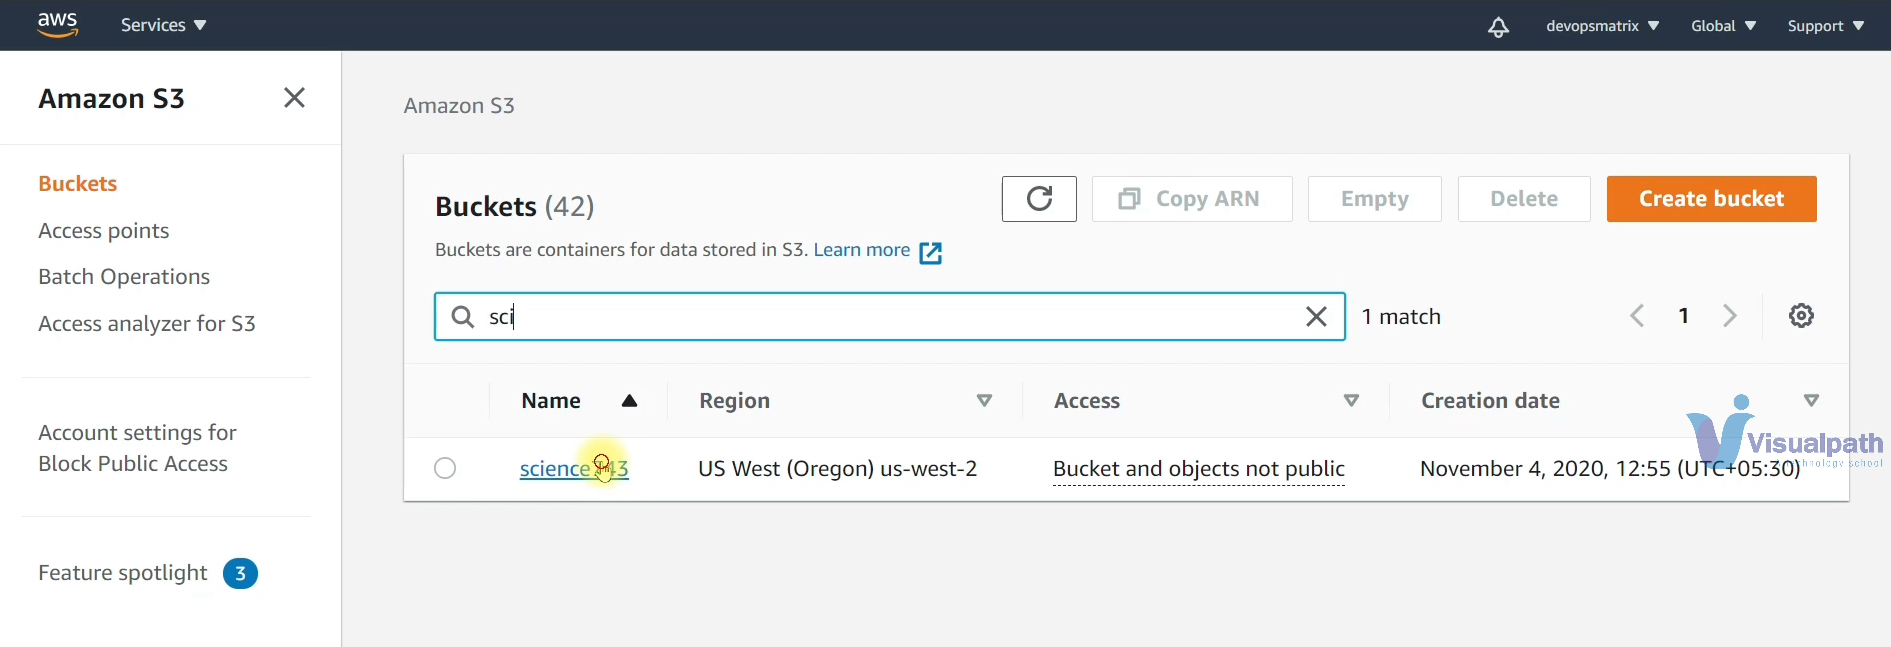 aws
Services
devopsmatrix
Global
Support
Amazon S3
Buckets
Access points
Batch Operations
Access analyzer for S3
Account settings for
Block Public Access
Feature spotlight 3
Amazon S3
Buckets (42)
Copy ARN
Empty
Delete
Create bucket
Buckets are containers for data stored in S3. Learn more
sci
1 match
1
Name Region Access Creation date
US West (Oregon) us-west-2 Bucket and objects not public November 4, 2020, 12:55 (UTC+05:30)
Visualpath